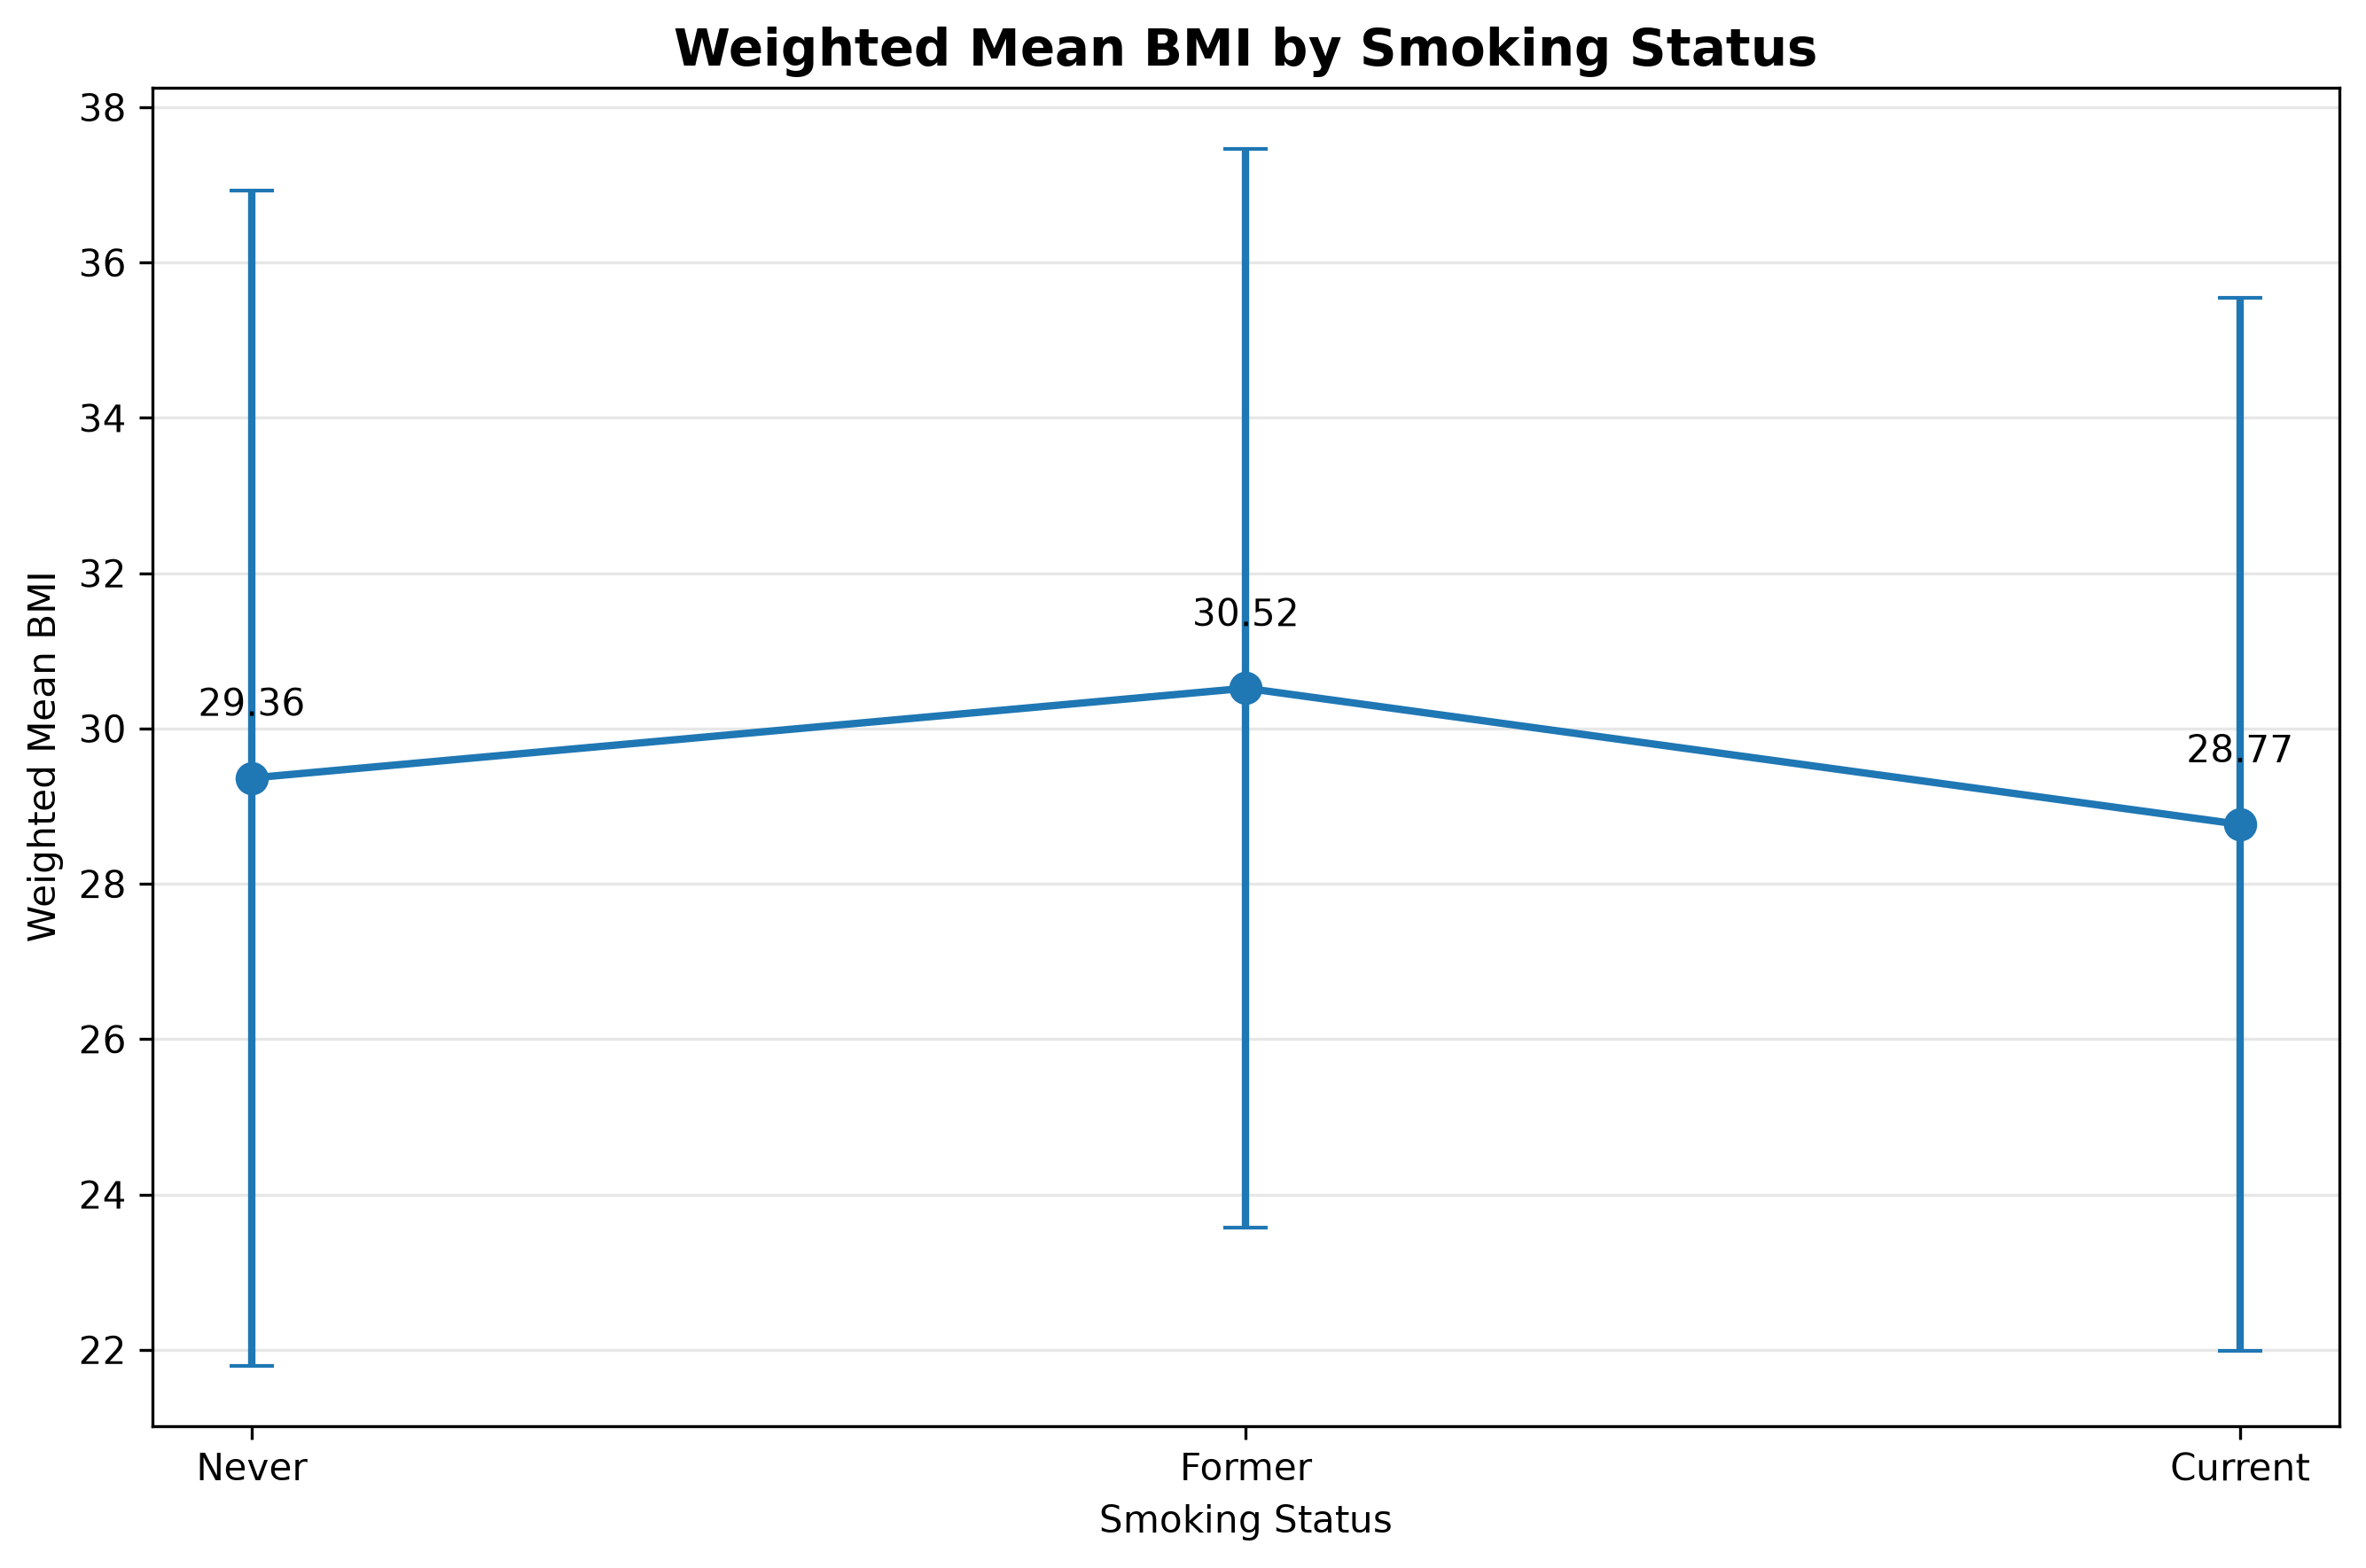 Weighted Mean BMI by Smoking Status
Weighted Mean BMI
38
36
34
32
30
28
26
24
22
29.36
30.52
28.77
Never
Former
Current
Smoking Status